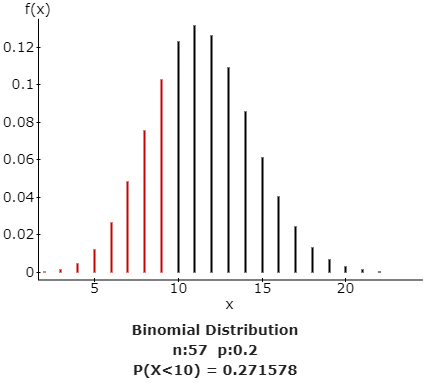 f(x)
0.12
0.1
0.08
0.06
0.04
0.02
0
5 10 15 20
x
Binomial Distribution
n:57 p:0.2
P(X<10) = 0.271578